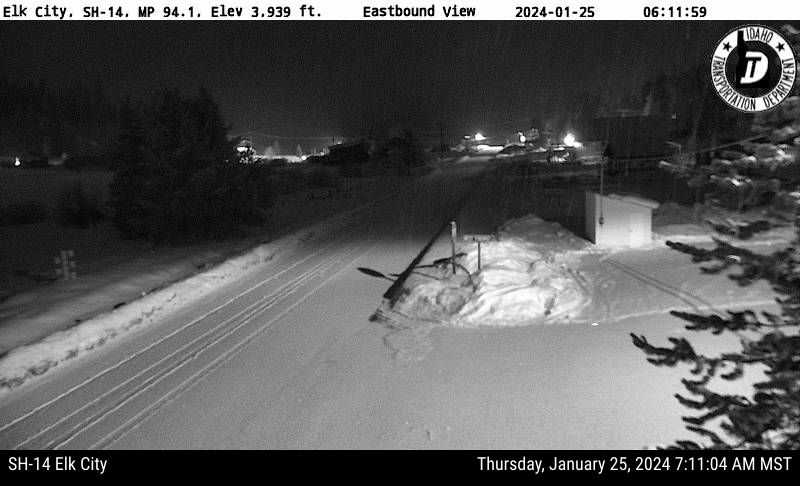 Elk City, SH-14, MP 94.1, Elev 3,939 ft. Eastbound View 2024-01-25 06:11:59
IDAHO
TRANSPORTATION DEPARTMENT
SH-14 Elk City Thursday, January 25, 2024 7:11:04 AM MST